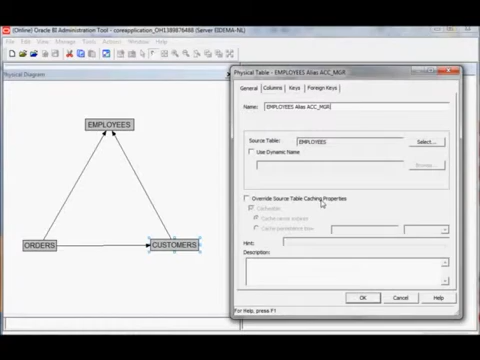 (Online) Oracle BI Administration Tool - coreapplication_OH1389876488 (Server EIDEMA-NL)
File Edit View Manage Tools Window Help
Physical Diagram
EMPLOYEES
ORDERS
CUSTOMERS
Physical Table - EMPLOYEES Alias ACC_MGR
General Columns Keys Foreign Keys
Name: EMPLOYEES Alias ACC_MGR
Source Table: EMPLOYEES Select...
Use Dynamic Name
Browse...
Override Source Table Caching Properties
Cacheable
Cache never expires
Cache persistence time
Hint:
Description:
OK Cancel Help
For Help, press F1